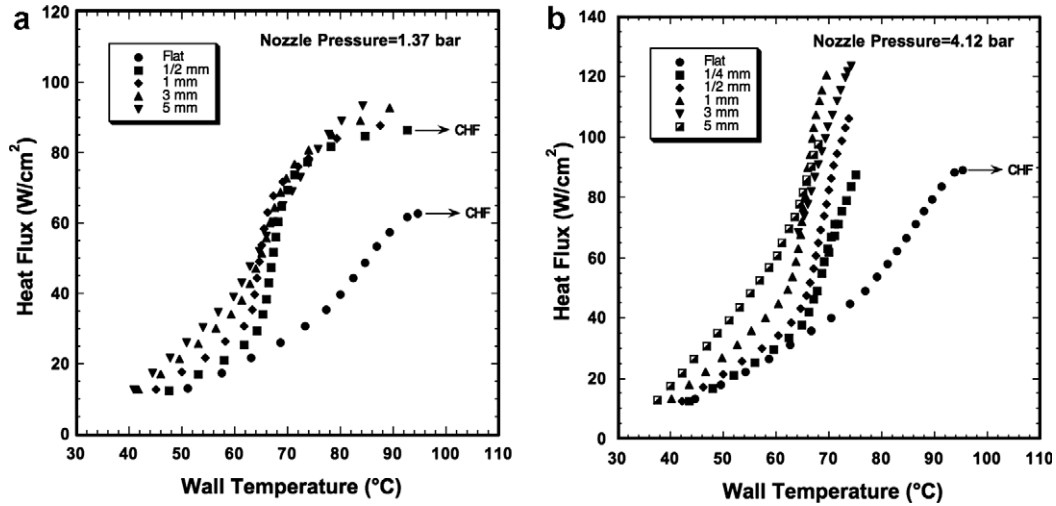 a
Nozzle Pressure=1.37 bar
Flat
1/2 mm
1 mm
3 mm
5 mm
CHF
CHF
Heat Flux (W/cm²)
120
100
80
60
40
20
0
30 40 50 60 70 80 90 100 110
Wall Temperature (°C)
b
Nozzle Pressure=4.12 bar
Flat
1/4 mm
1/2 mm
1 mm
3 mm
5 mm
CHF
Heat Flux (W/cm²)
140
120
100
80
60
40
20
0
30 40 50 60 70 80 90 100 110
Wall Temperature (°C)